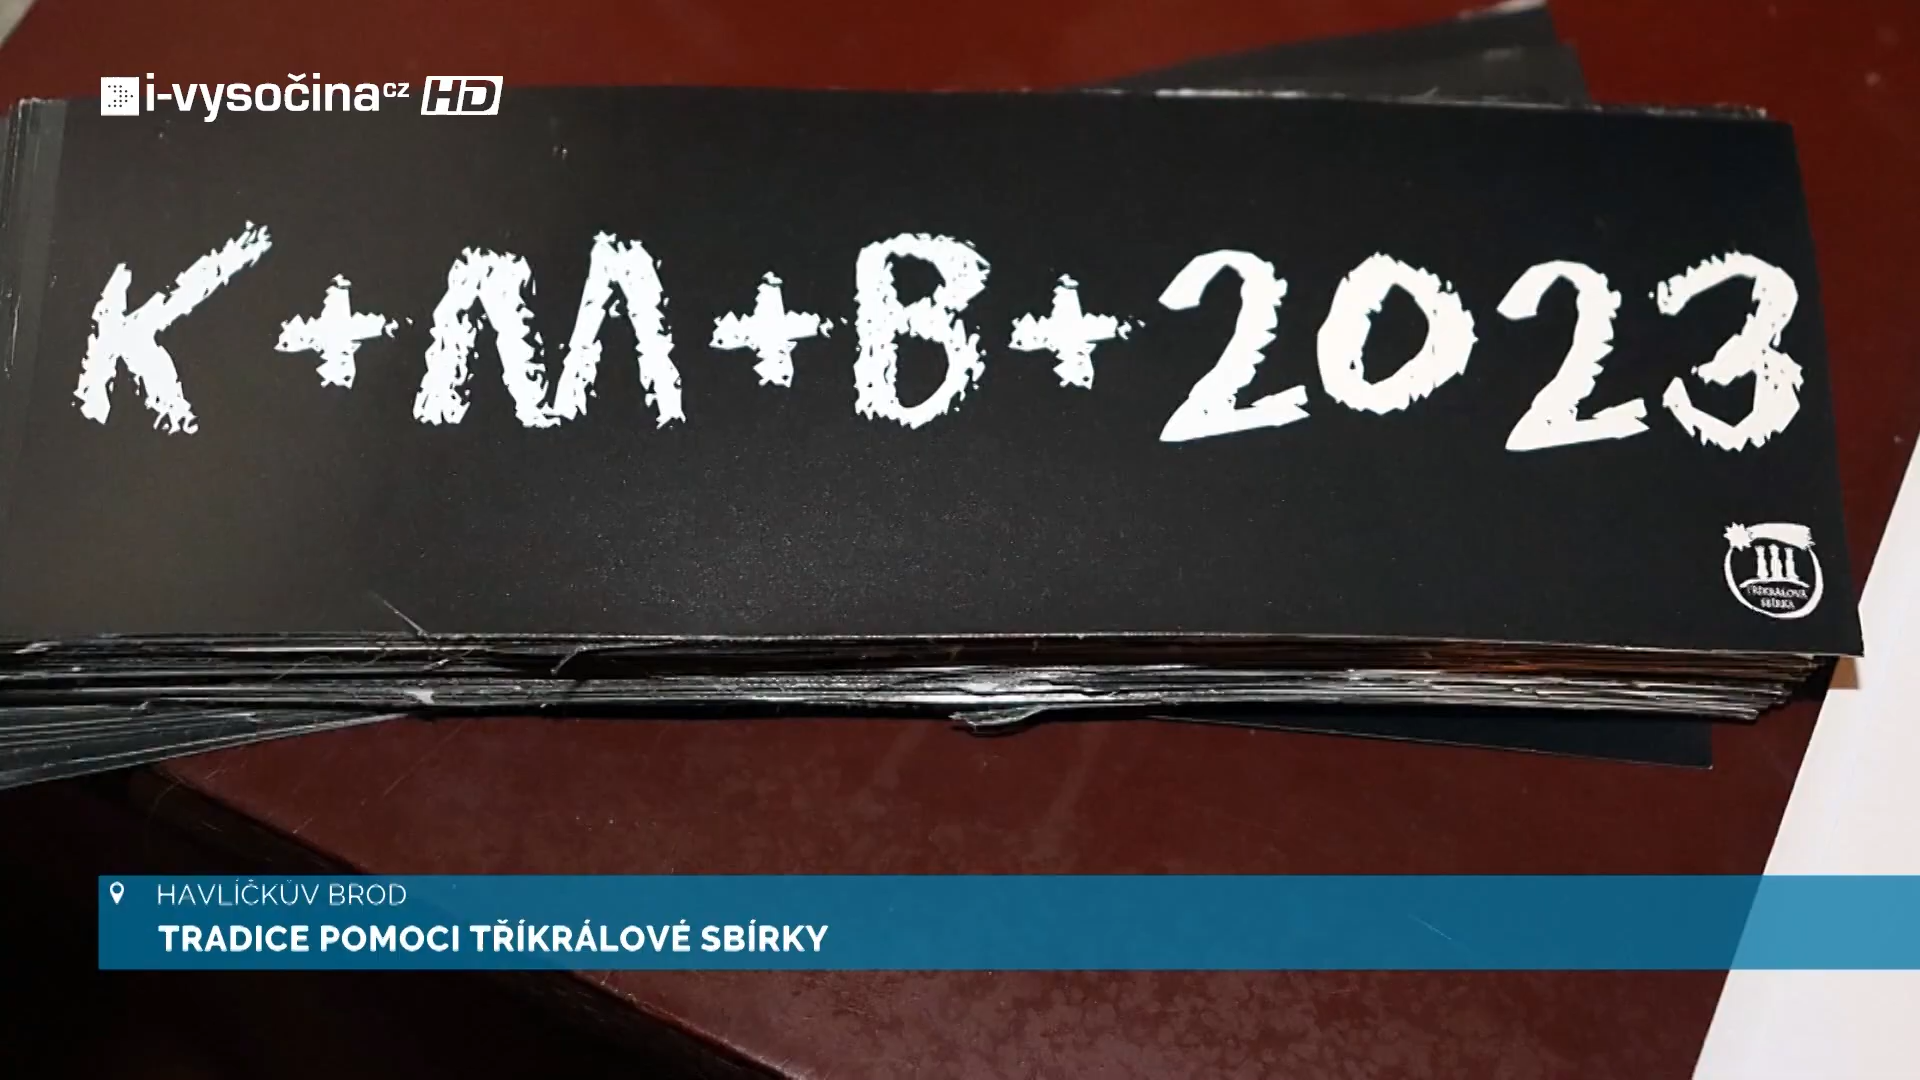 i-vysočina.cz HD
K+M+B+2023
TŘÍKRÁLOVÁ
SBÍRKA
HAVLÍČKŮV BROD
TRADICE POMOCI TŘÍKRÁLOVÉ SBÍRKY